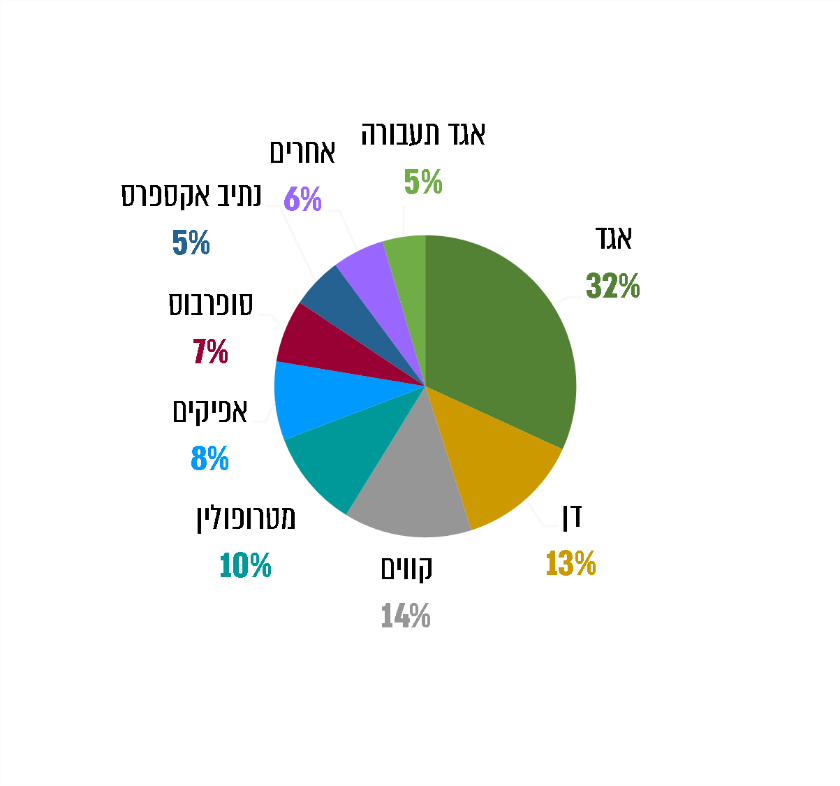 אגד תעבורה
5%
אחרים
6%
נתיב אקספרס
5%
אגד
32%
סופרבוס
7%
אפיקים
8%
מטרופולין
10%
דן
13%
קווים
14%